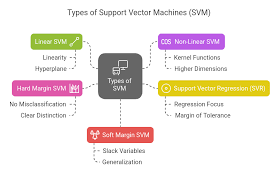 Types of Support Vector Machines (SVM)
Linear SVM
Linearity
Hyperplane
Hard Margin SVM
No Misclassification
Clear Distinction
Types of
SVM
Non-Linear SVM
Kernel Functions
Higher Dimensions
Support Vector Regression (SVR)
Regression Focus
Margin of Tolerance
Soft Margin SVM
Slack Variables
Generalization